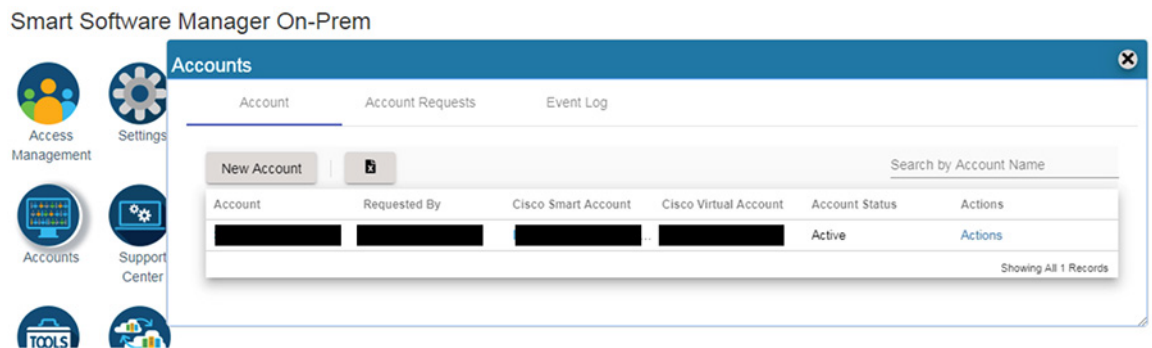 Smart Software Manager On-Prem
Access
Management
Settings
Accounts
Support
Center
TOOLS
Accounts
Account Account Requests Event Log
New Account
Search by Account Name
Account Requested By Cisco Smart Account Cisco Virtual Account Account Status Actions
... Active Actions
Showing All 1 Records